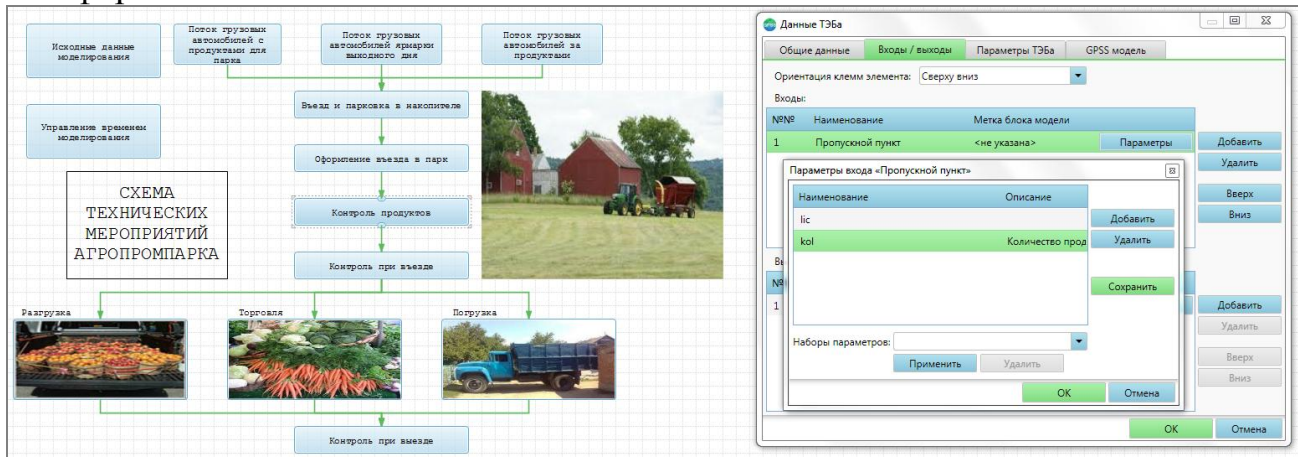 Исходные данные
моделирования
Поток грузовых
автомобилей с
продуктами для
парка
Поток грузовых
автомобилей ярмарки
выходного дня
Поток грузовых
автомобилей за
продуктами
Въезд и парковка в накопителе
Управление временем
моделирования
Оформление въезда в парк
СХЕМА
ТЕХНИЧЕСКИХ
МЕРОПРИЯТИЙ
АГРОПРОМПАРКА
Контроль продуктов
Контроль при въезде
Разгрузка
Торговля
Погрузка
Контроль при выезде
Данные ТЭБа
Общие данные
Входы / выходы
Параметры ТЭБа
GPSS модель
Ориентация клемм элемента: Сверху вниз
Входы:
№№ Наименование Метка блока модели
1 Пропускной пункт <не указана> Параметры
Добавить
Удалить
Вверх
Вниз
Параметры входа «Пропускной пункт»
Наименование Описание
lic
kol Количество прод
Добавить
Удалить
Сохранить
Наборы параметров:
Применить Удалить
OK Отмена
1
Добавить
Удалить
Вверх
Вниз
OK Отмена